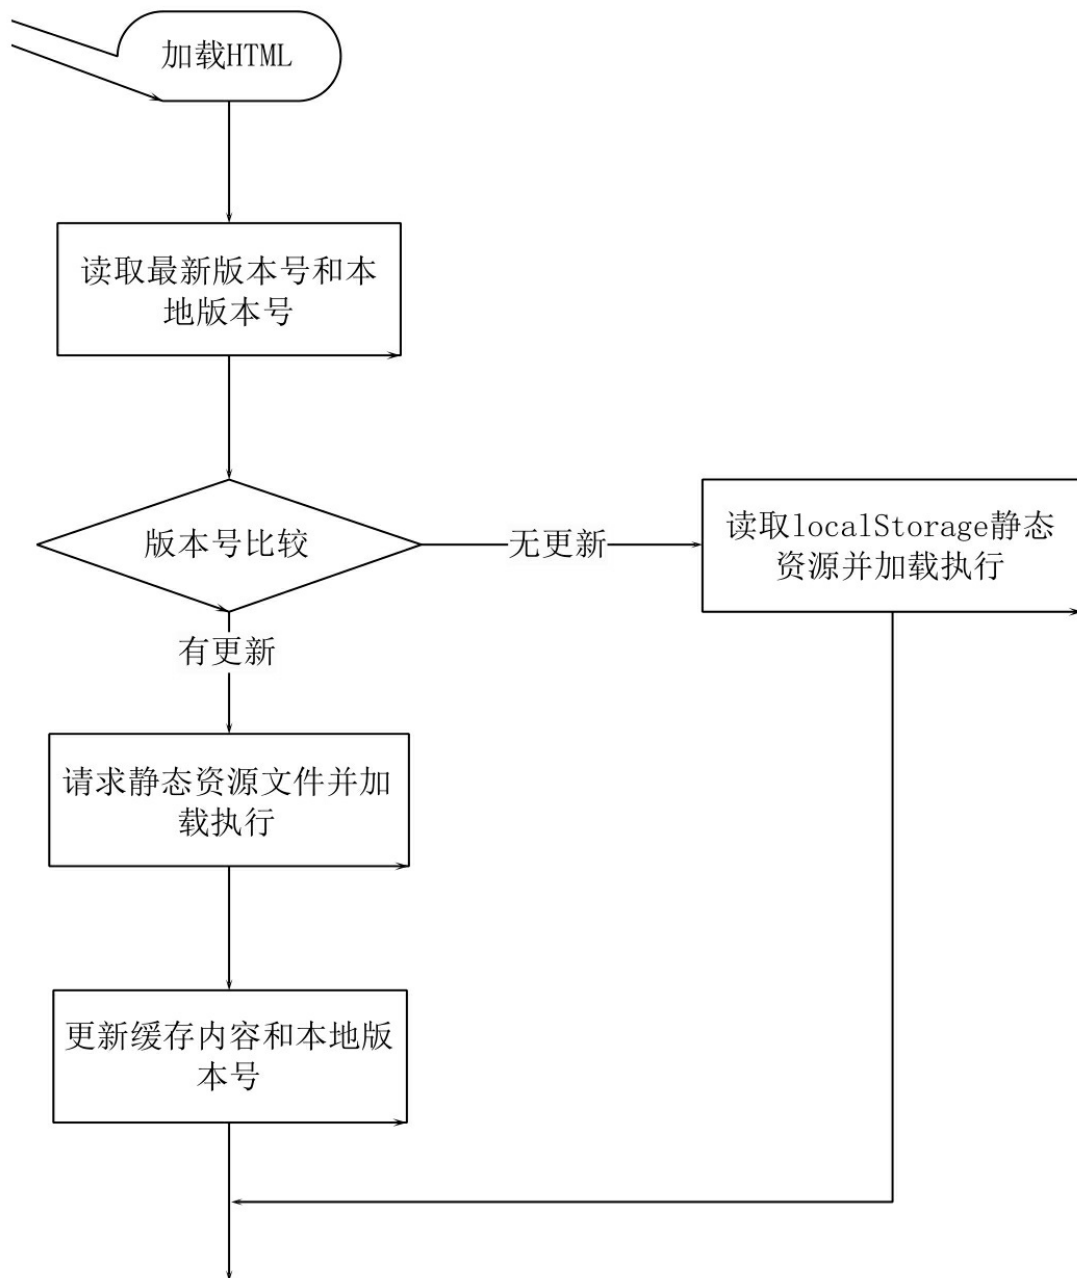 加载HTML
读取最新版本号和本
地版本号
版本号比较
无更新
读取localStorage静态
资源并加载执行
有更新
请求静态资源文件并加
载执行
更新缓存内容和本地版
本号